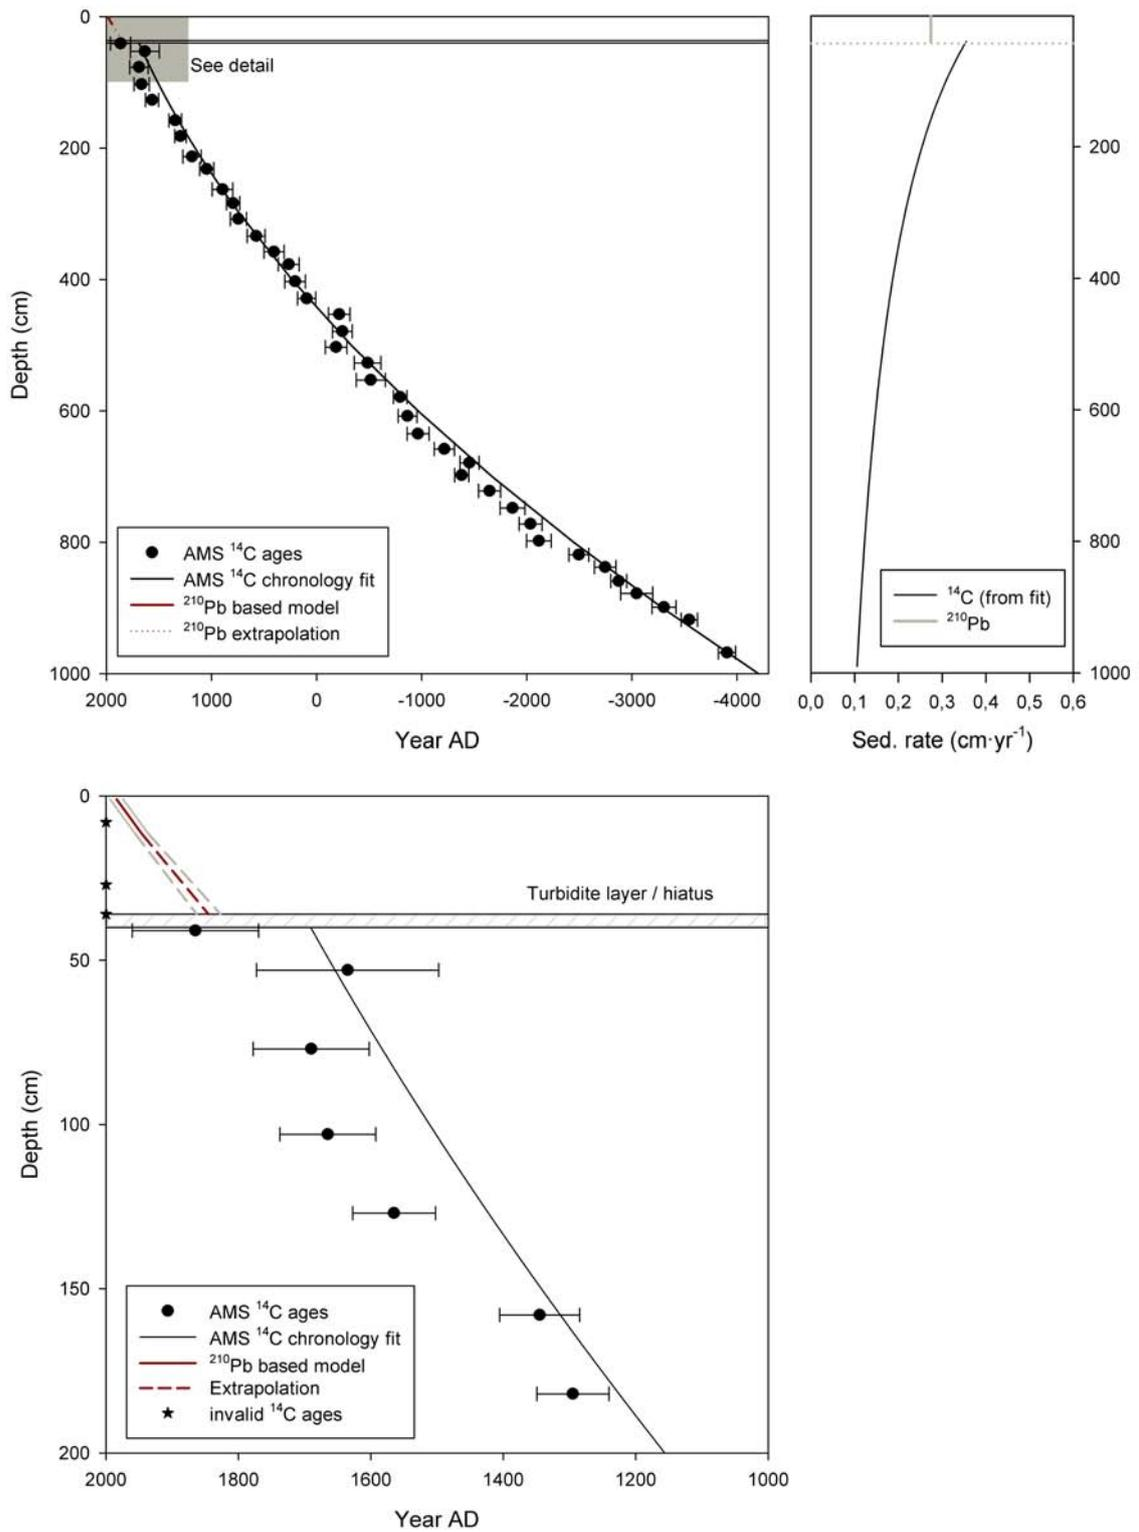 0
200
400
600
800
1000
Depth (cm)
See detail
AMS 14C ages
AMS 14C chronology fit
210Pb based model
210Pb extrapolation
2000 1000 0 -1000 -2000 -3000 -4000
Year AD
200
400
600
800
1000
14C (from fit)
210Pb
0,0 0,1 0,2 0,3 0,4 0,5 0,6
Sed. rate (cm·yr-1)
0
50
100
150
200
Depth (cm)
Turbidite layer / hiatus
AMS 14C ages
AMS 14C chronology fit
210Pb based model
Extrapolation
invalid 14C ages
2000 1800 1600 1400 1200 1000
Year AD